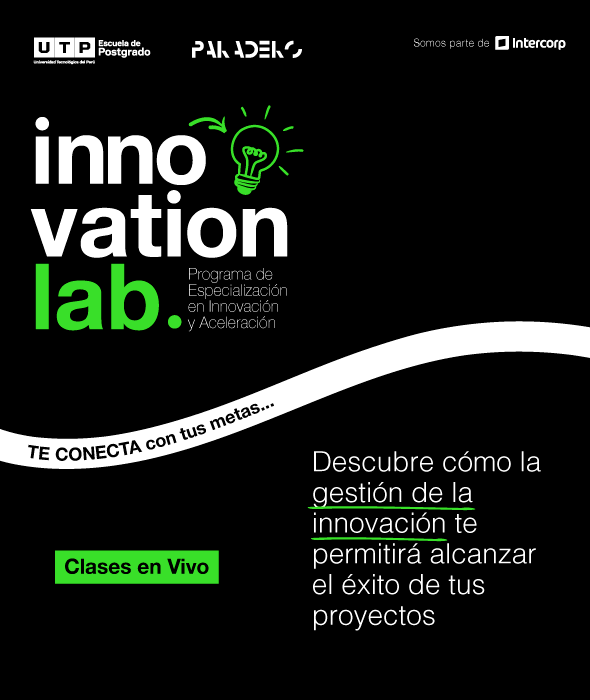 UTP Escuela de Postgrado
Universidad Tecnológica del Perú
PARADERO
Somos parte de Intercorp
inno
vation
lab.
Programa de
Especialización
en Innovación
y Aceleración
TE CONECTA con tus metas...
Descubre cómo la
gestión de la
innovación te
permitirá alcanzar
el éxito de tus
proyectos
Clases en Vivo